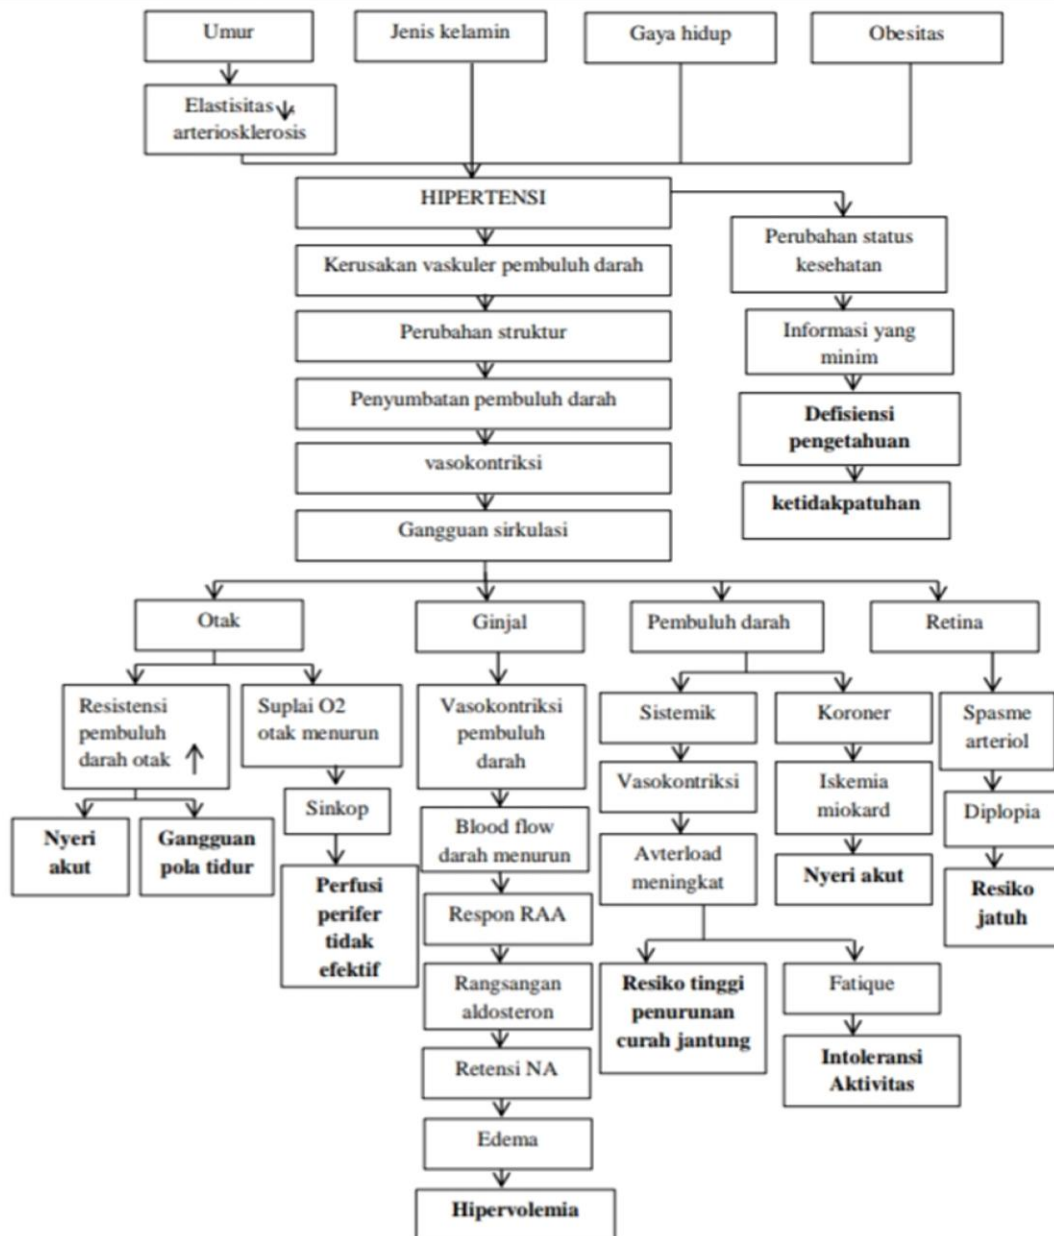 Umur
Jenis kelamin
Gaya hidup
Obesitas
Elastisitas
arteriosklerosis
HIPERTENSI
Perubahan status
kesehatan
Kerusakan vaskuler pembuluh darah
Informasi yang
minim
Perubahan struktur
Penyumbatan pembuluh darah
Defisiensi
pengetahuan
vasokontriksi
ketidakpatuhan
Gangguan sirkulasi
Otak
Ginjal
Pembuluh darah
Retina
Resistensi
pembuluh
darah otak
Suplai O2
otak menurun
Vasokontriksi
pembuluh
darah
Sistemik
Koroner
Spasme
arteriol
Vasokontriksi
Iskemia
miokard
Sinkop
Diplopia
Nyeri
akut
Gangguan
pola tidur
Blood flow
darah menurun
Avterload
meningkat
Nyeri akut
Perfusi
perifer
tidak
efektif
Resiko
jatuh
Respon RAA
Rangsangan
aldosteron
Resiko tinggi
penurunan
curah jantung
Fatique
Retensi NA
Intoleransi
Aktivitas
Edema
Hipervolemia